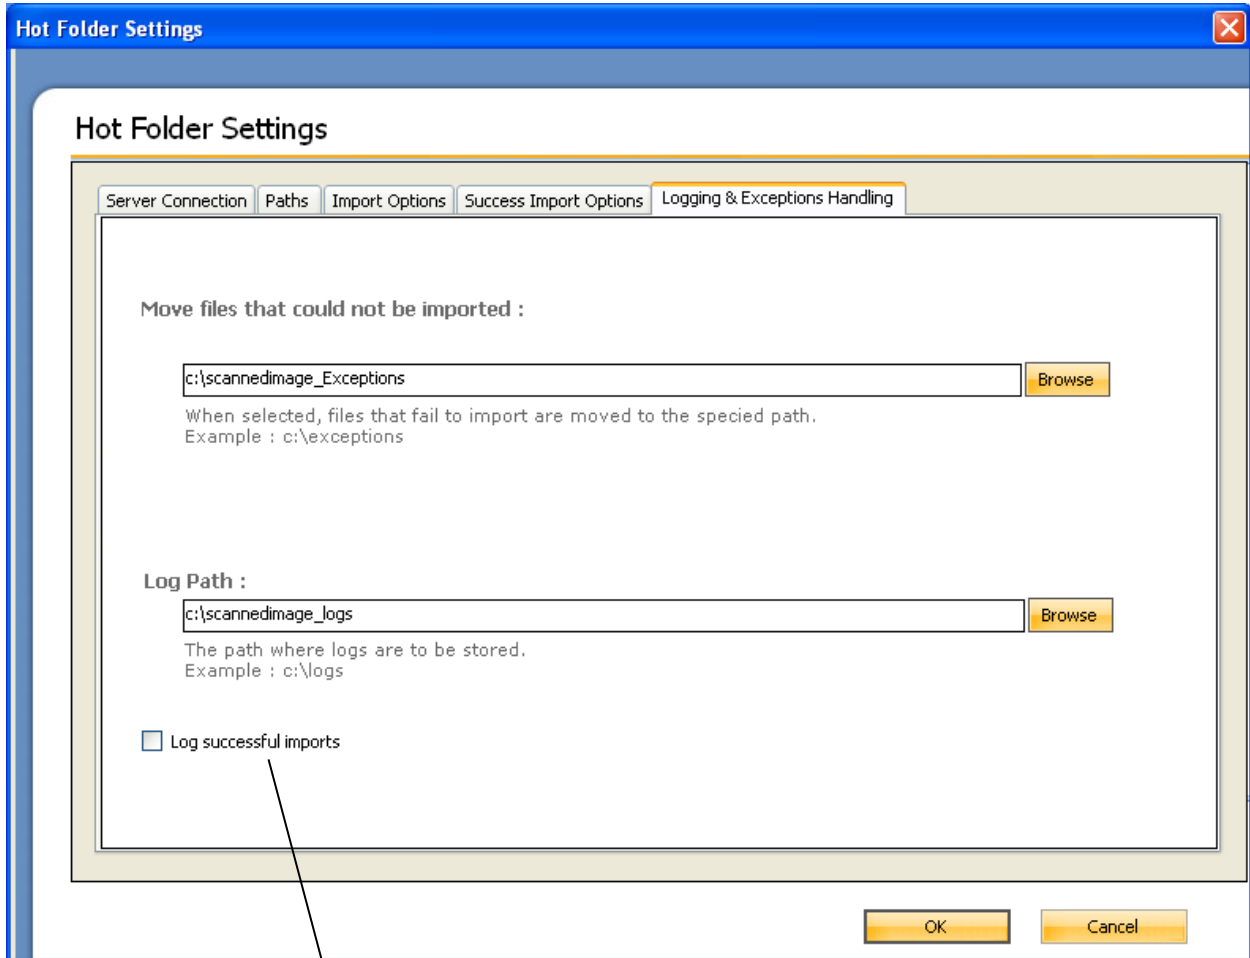 Hot Folder Settings
Hot Folder Settings
Server Connection Paths Import Options Success Import Options Logging & Exceptions Handling
Move files that could not be imported :
c:\scannedimage_Exceptions Browse
When selected, files that fail to import are moved to the specied path.
Example : c:\exceptions
Log Path :
c:\scannedimage_logs Browse
The path where logs are to be stored.
Example : c:\logs
Log successful imports
OK Cancel